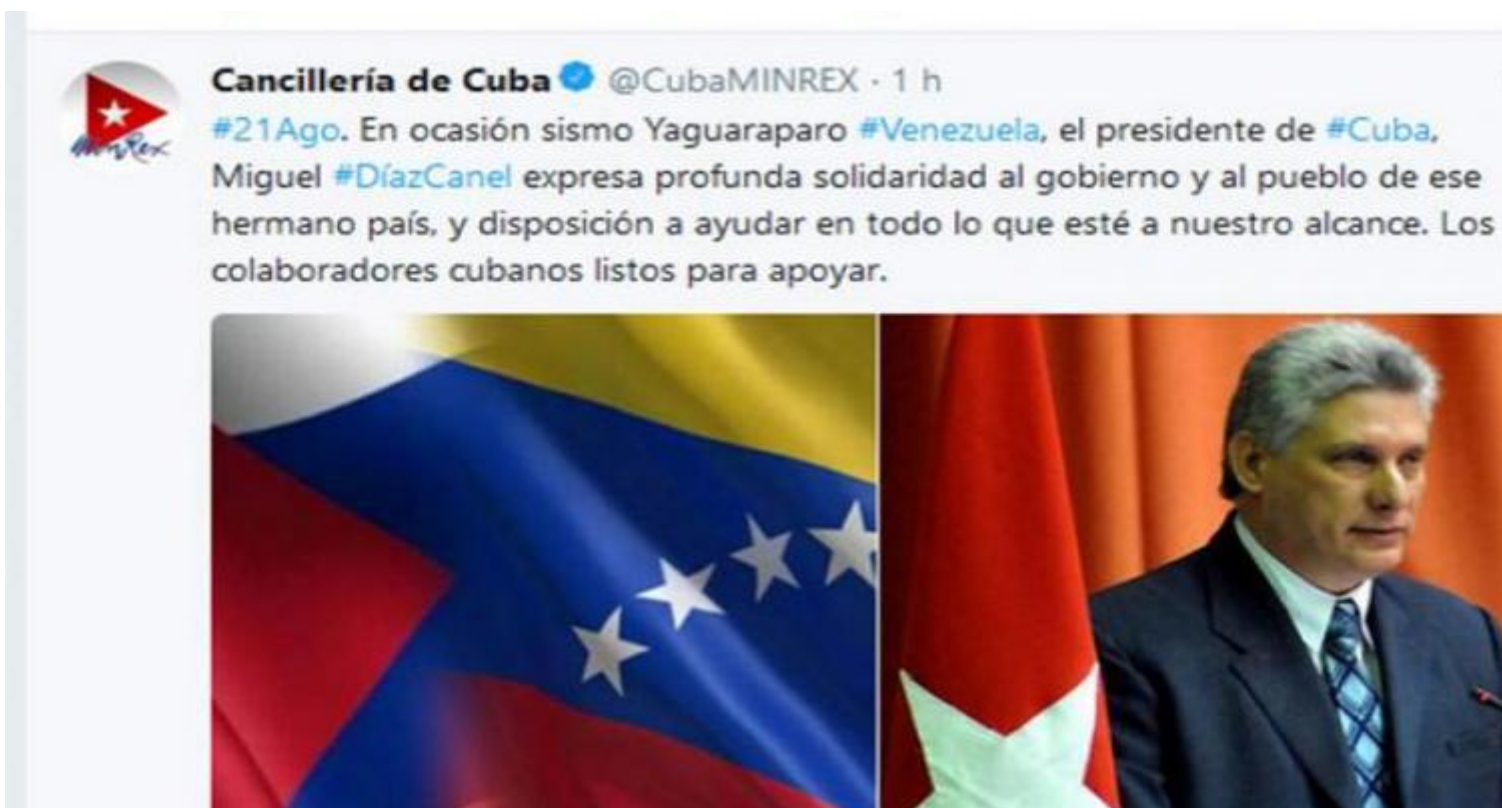 Cancillería de Cuba @CubaMINREX · 1 h
#21Ago. En ocasión sismo Yaguaraparo #Venezuela, el presidente de #Cuba,
Miguel #DíazCanel expresa profunda solidaridad al gobierno y al pueblo de ese
hermano país, y disposición a ayudar en todo lo que esté a nuestro alcance. Los
colaboradores cubanos listos para apoyar.
MinRex